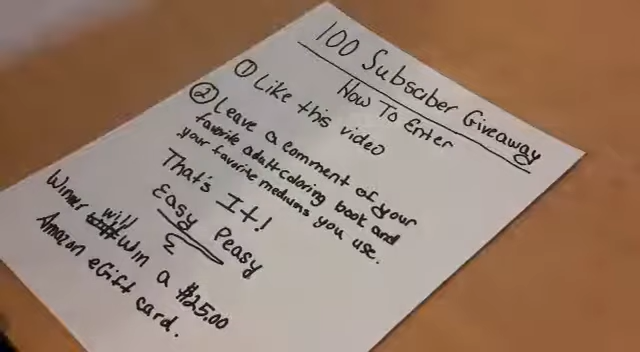 100 Subsciber Giveaway
How To Enter
① Like this video
② Leave a comment of your
favorite adult coloring book and
your favorite mediums you use.
That's It!
Easy Peasy
Winner will win a $25.00
Amazon eGift card.